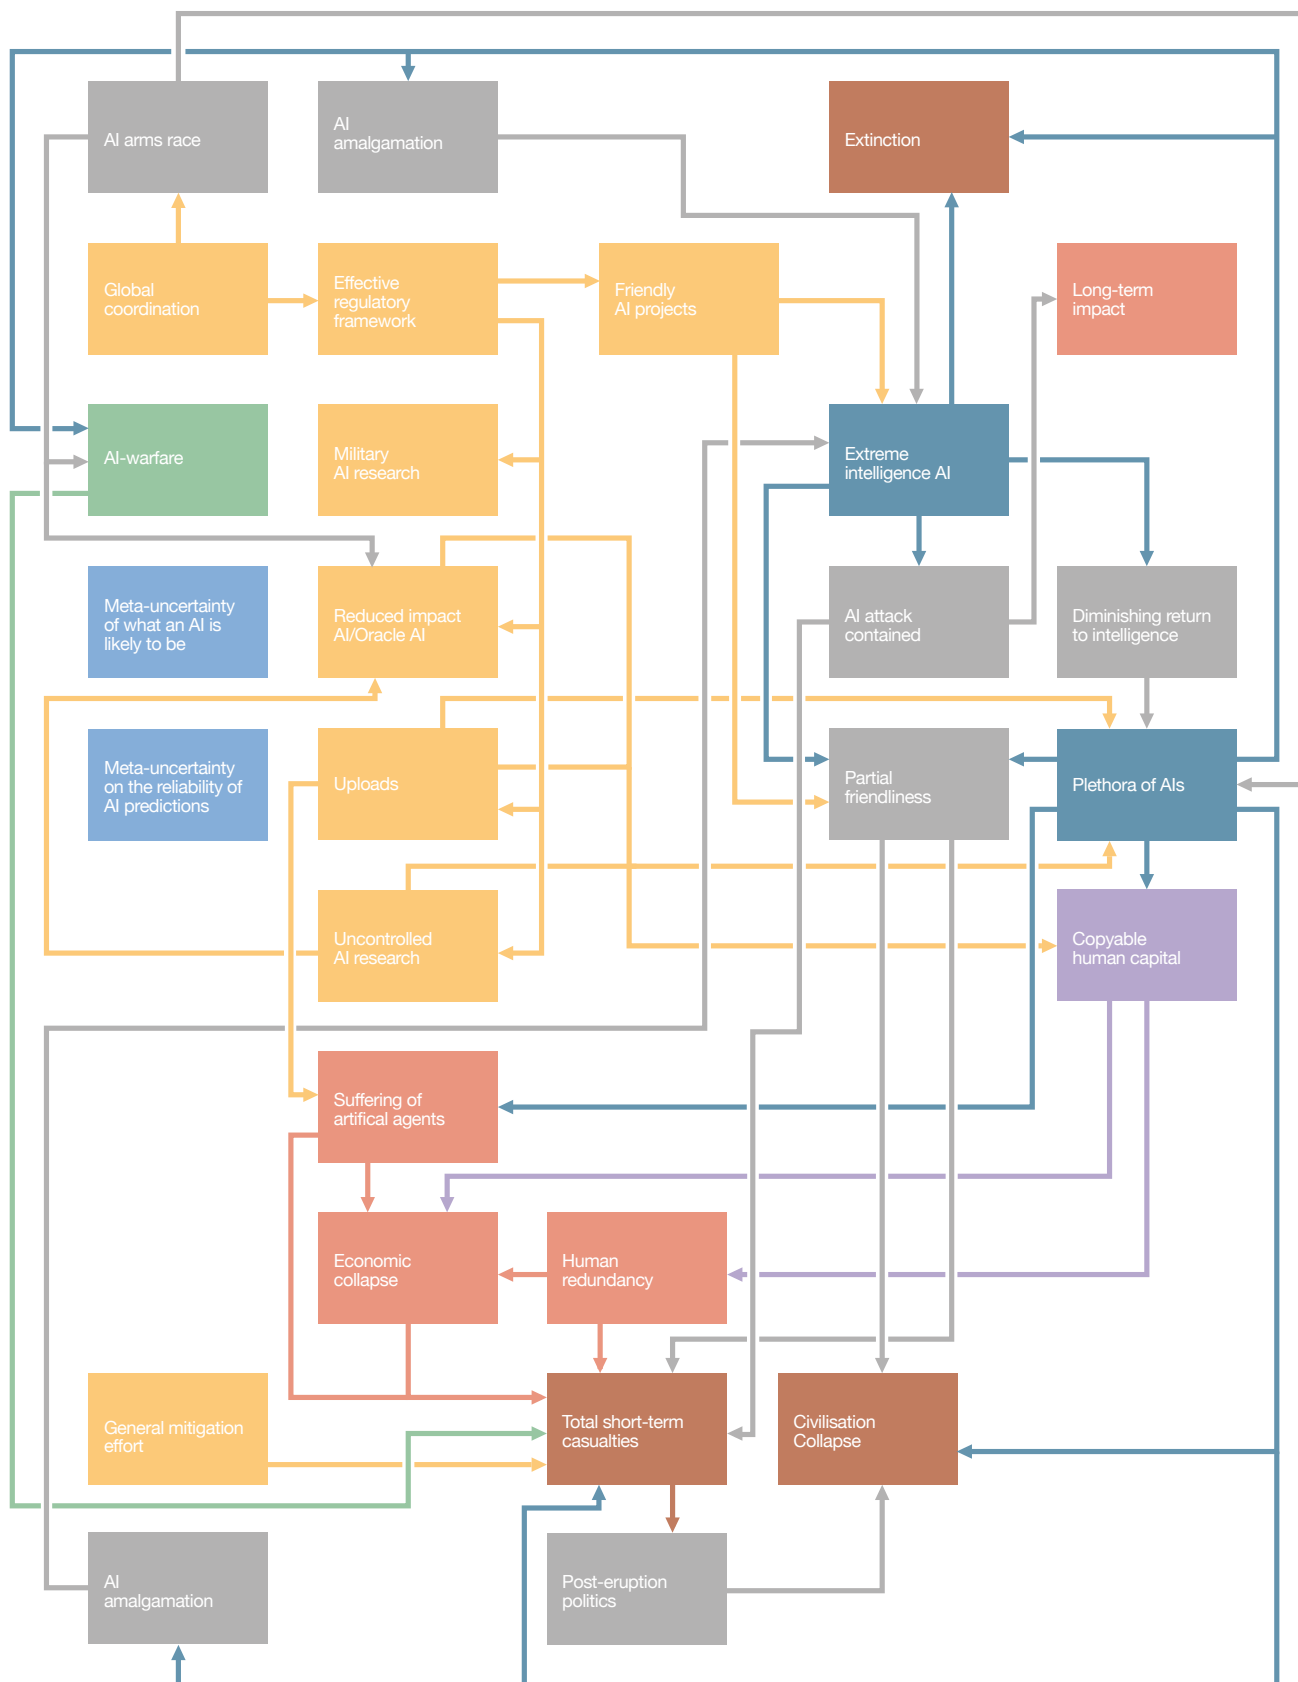 AI arms race
AI
amalgamation
Extinction
Global
coordination
Effective
regulatory
framework
Friendly
AI projects
Long-term
impact
AI-warfare
Military
AI research
Extreme
intelligence AI
Meta-uncertainty
of what an AI is
likely to be
Reduced impact
AI/Oracle AI
AI attack
contained
Diminishing return
to intelligence
Meta-uncertainty
on the reliability of
AI predictions
Uploads
Partial
friendliness
Plethora of AIs
Uncontrolled
AI research
Copyable
human capital
Suffering of
artifical agents
Economic
collapse
Human
redundancy
General mitigation
effort
Total short-term
casualties
Civilisation
Collapse
AI
amalgamation
Post-eruption
politics